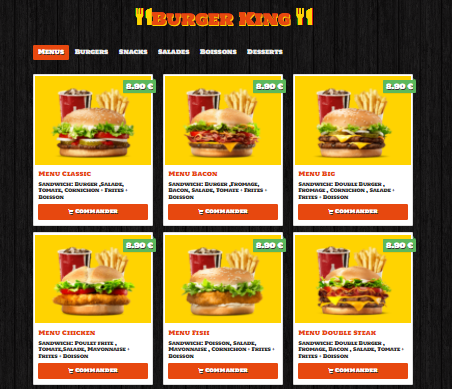 Burger King
Menus Burgers Snacks Salades Boissons Desserts
8.90 €
8.90 €
8.90 €
Menu Classic
Sandwich: Burger ,Salade,
Tomate, Cornichon + Frites +
Boisson
Commander
Menu Bacon
Sandwich: Burger ,Fromage,
Bacon, Salade, Tomate + Frites +
Boisson
Commander
Menu Big
Sandwich: Double Burger ,
Fromage , Cornichon , Salade +
Frites + Boisson
Commander
8.90 €
8.90 €
8.90 €
Menu Chicken
Sandwich: Poulet frite ,
Tomate,Salade, Mayonnaise +
Frites + Boisson
Commander
Menu Fish
Sandwich: Poisson, Salade,
Mayonnaise , Cornichon + Frites +
Boisson
Commander
Menu Double Steak
Sandwich: Double Burger ,
Fromage, Bacon , Salade, Tomate +
Frites + Boisson
Commander